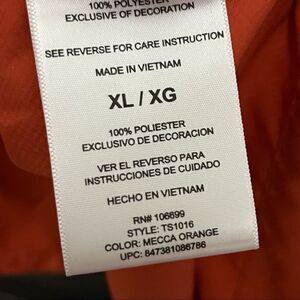 100% POLYESTER
EXCLUSIVE OF DECORATION
SEE REVERSE FOR CARE INSTRUCTION
MADE IN VIETNAM
XL / XG
100% POLIESTER
EXCLUSIVO DE DECORACION
VER EL REVERSO PARA
INSTRUCCIONES DE CUIDADO
HECHO EN VIETNAM
RN# 106699
STYLE: TS1016
COLOR: MECCA ORANGE
UPC: 847381086786